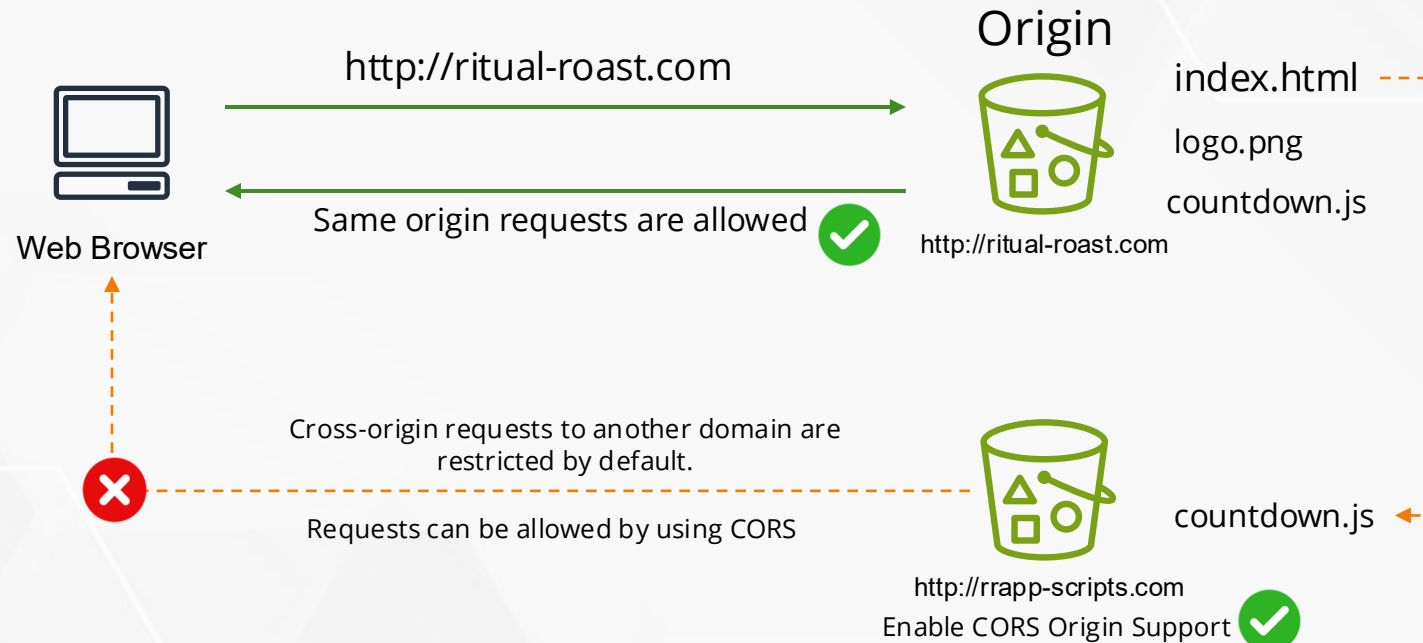 Origin
http://ritual-roast.com
index.html
logo.png
countdown.js
Same origin requests are allowed
http://ritual-roast.com
Web Browser
Cross-origin requests to another domain are
restricted by default.
Requests can be allowed by using CORS
countdown.js
http://rrapp-scripts.com
Enable CORS Origin Support